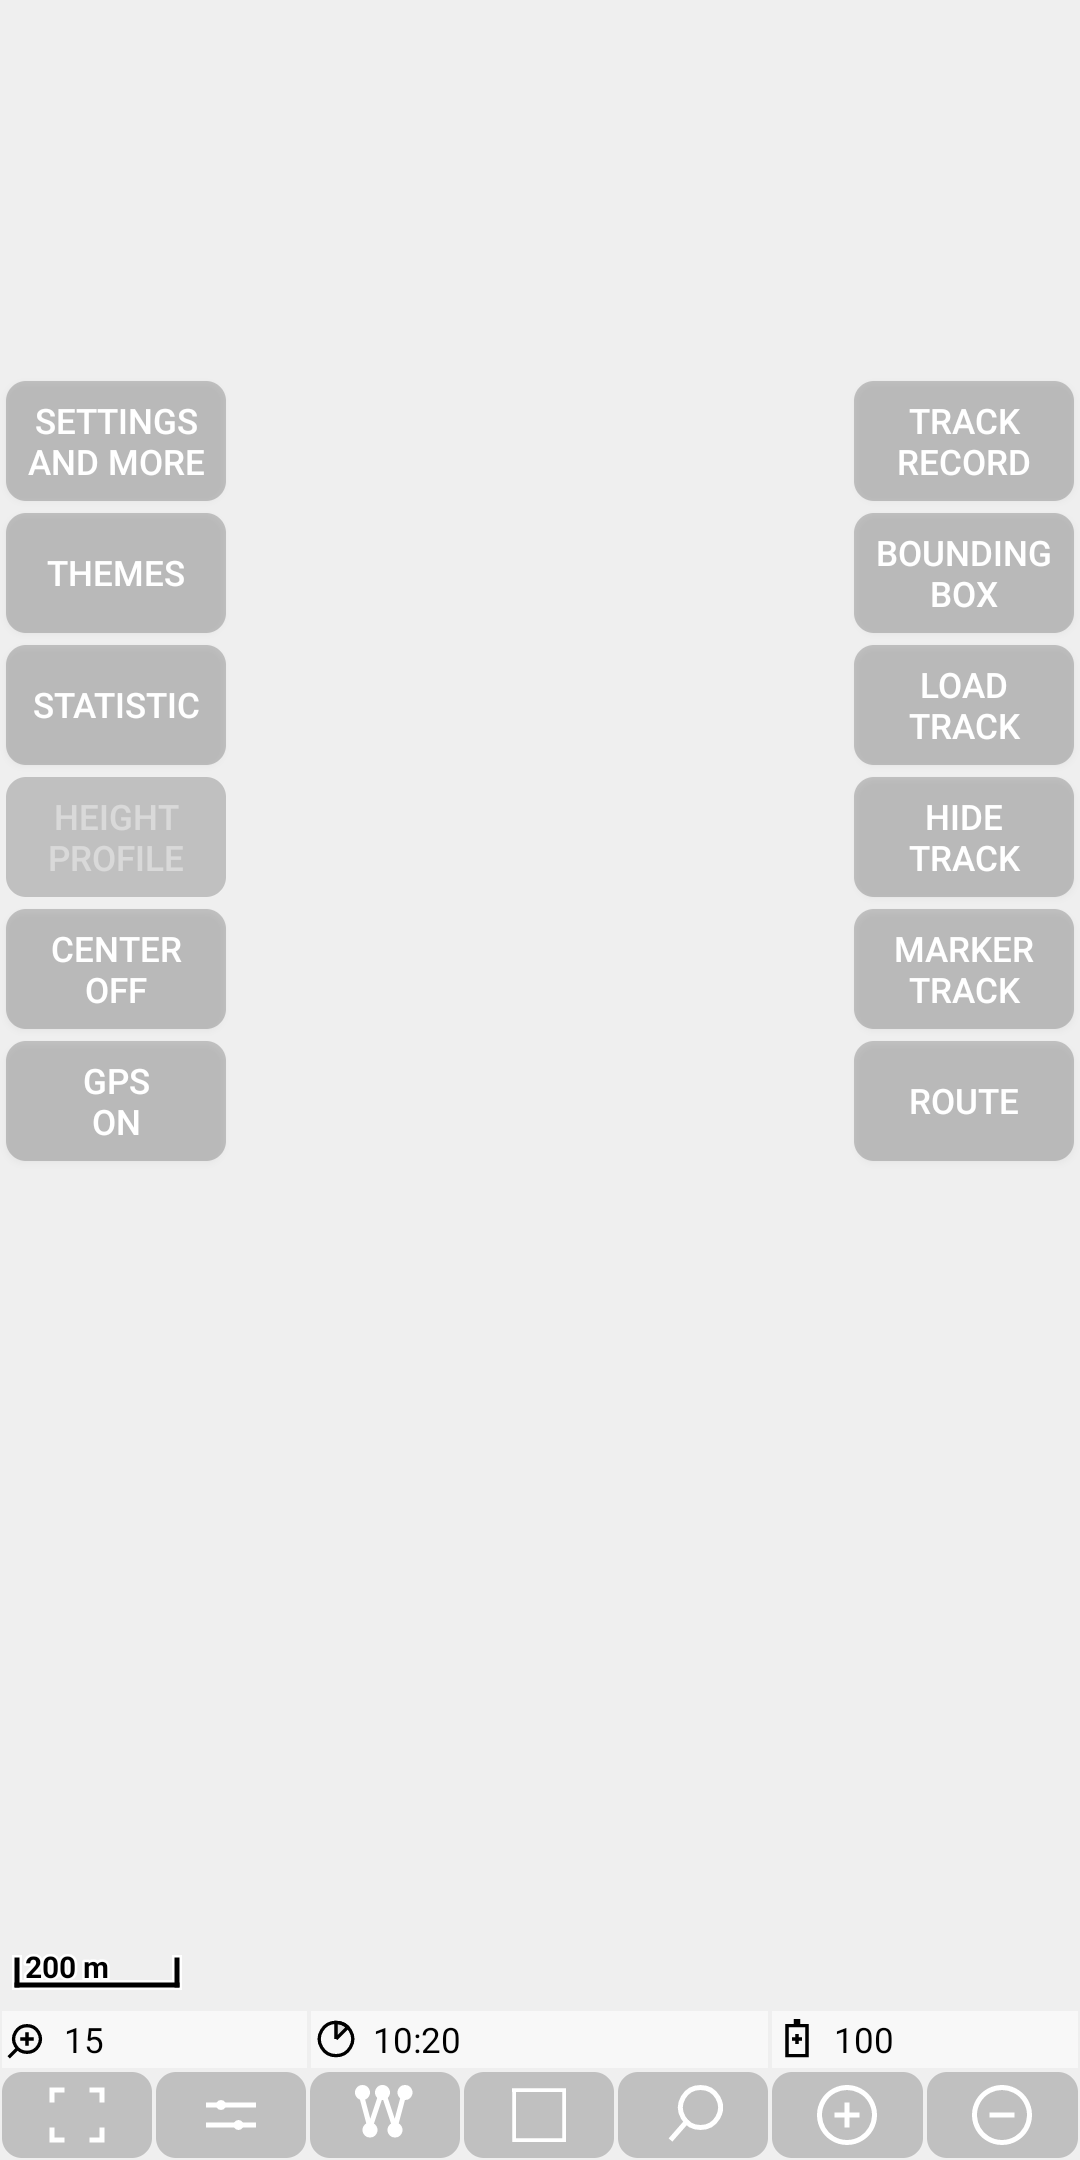 SETTINGS
AND MORE
THEMES
STATISTIC
HEIGHT
PROFILE
CENTER
OFF
GPS
ON
TRACK
RECORD
BOUNDING
BOX
LOAD
TRACK
HIDE
TRACK
MARKER
TRACK
ROUTE
200 m
15
10:20
100